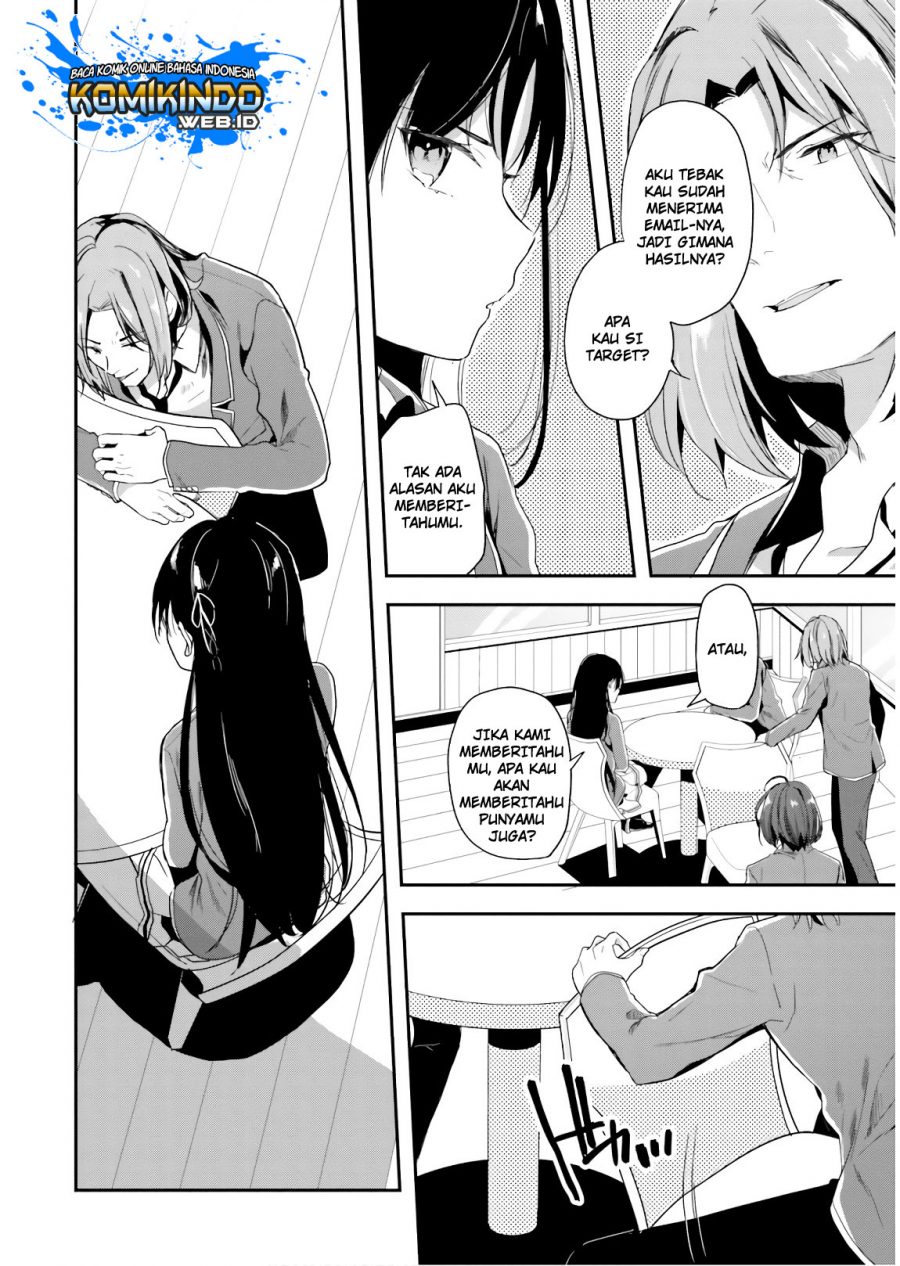 BACA KOMIK ONLINE BAHASA INDONESIA
KOMIKINDO
WEB.ID
AKU TEBAK
KAU SUDAH
MENERIMA
EMAIL-NYA,
JADI GIMANA
HASILNYA?
APA
KAU SI
TARGET?
TAK ADA
ALASAN AKU
MEMBERI-
TAHUMU.
ATAU,
JIKA KAMI
MEMBERITAHU
MU, APA KAU
AKAN
MEMBERITAHU
PUNYAMU
JUGA?